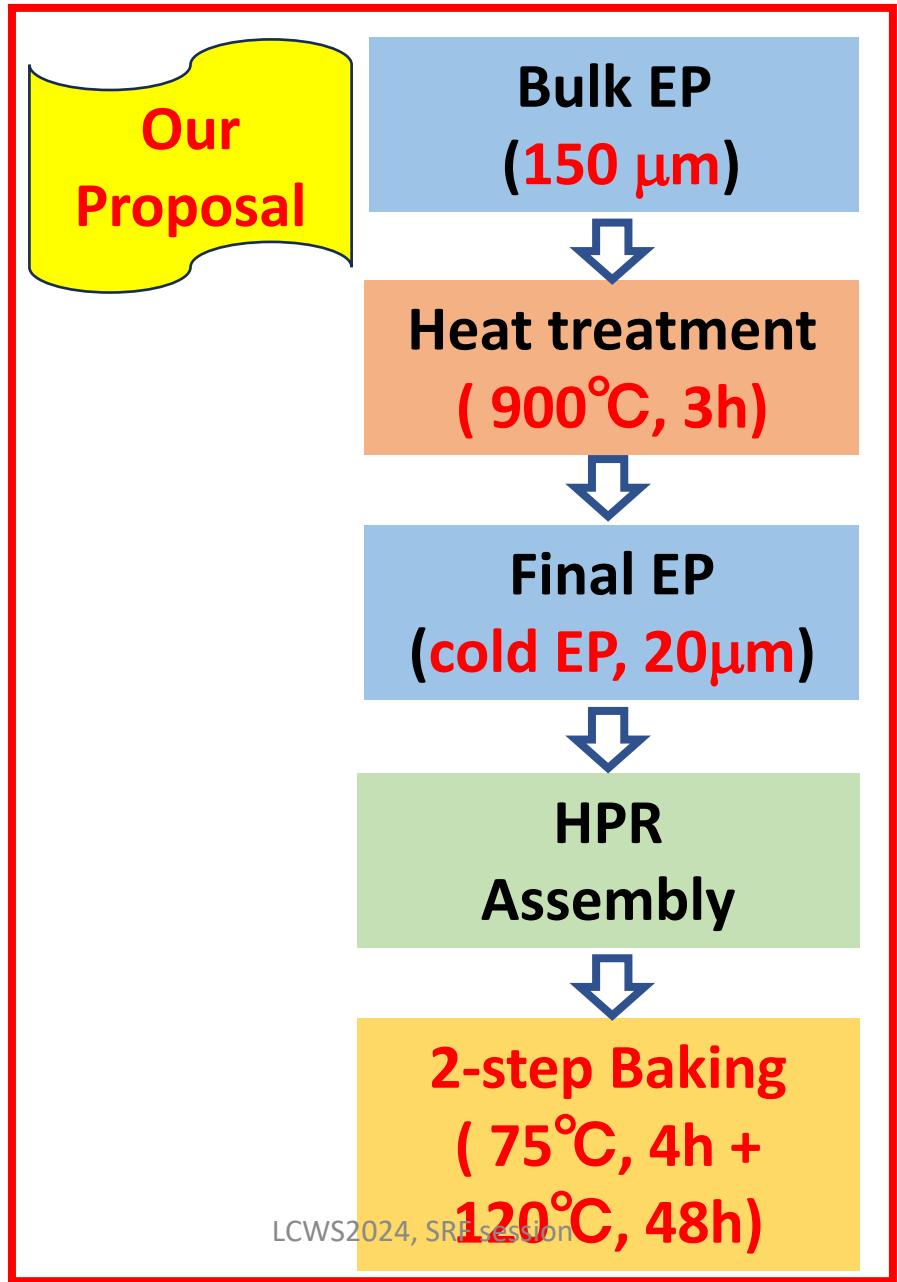 Our
Proposal
Bulk EP
(150 μm)
Heat treatment
( 900℃, 3h)
Final EP
(cold EP, 20μm)
HPR
Assembly
2-step Baking
( 75℃, 4h +
120℃, 48h)
LCWS2024, SRF session